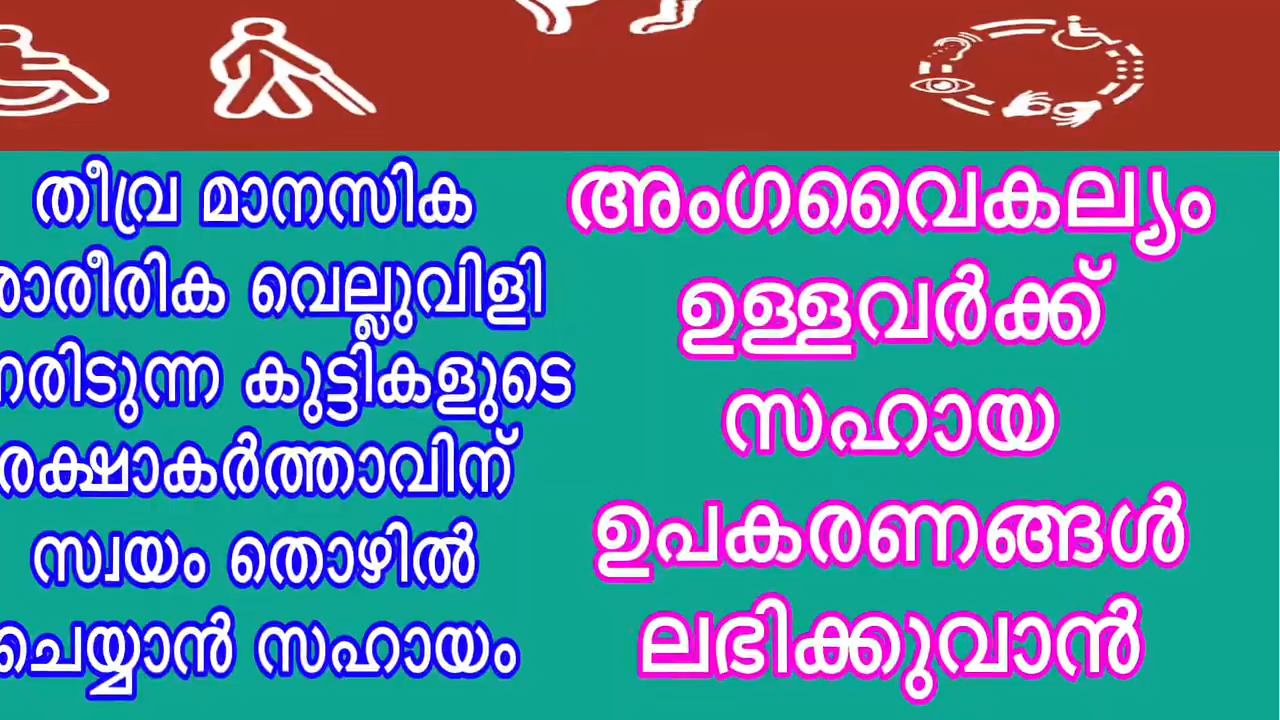 തീവ്ര മാനസിക
ശാരീരിക വെല്ലുവിളി
നേരിടുന്ന കുട്ടികളുടെ
രക്ഷാകർത്താവിന്
സ്വയം തൊഴിൽ
ചെയ്യാൻ സഹായം
അംഗവൈകല്യം
ഉള്ളവർക്ക്
സഹായ
ഉപകരണങ്ങൾ
ലഭിക്കുവാൻ